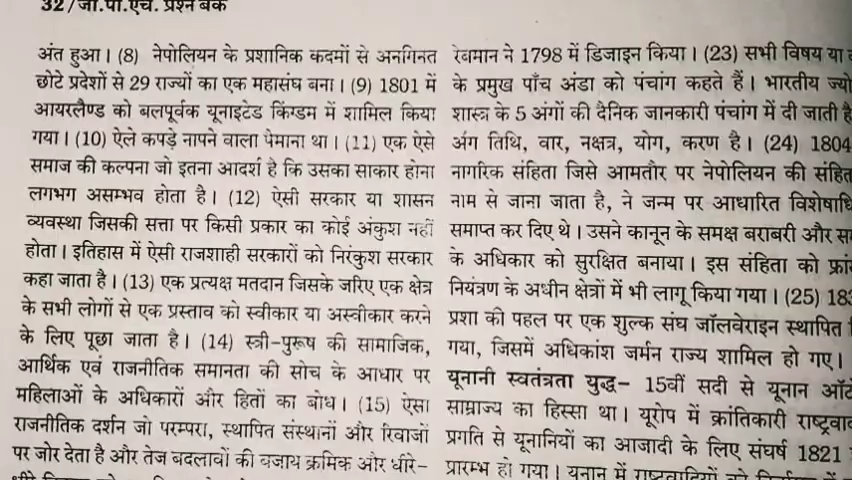 32/जी.पी.एच. प्रश्न बैंक
अंत हुआ। (8) नेपोलियन के प्रशानिक कदमों से अनगिनत
छोटे प्रदेशों से 29 राज्यों का एक महासंघ बना। (9) 1801 में
आयरलैण्ड को बलपूर्वक यूनाइटेड किंग्डम में शामिल किया
गया। (10) ऐले कपड़े नापने वाला पैमाना था। (11) एक ऐसे
समाज की कल्पना जो इतना आदर्श है कि उसका साकार होना
लगभग असम्भव होता है। (12) ऐसी सरकार या शासन
व्यवस्था जिसकी सत्ता पर किसी प्रकार का कोई अंकुश नहीं
होता। इतिहास में ऐसी राजशाही सरकारों को निरंकुश सरकार
कहा जाता है। (13) एक प्रत्यक्ष मतदान जिसके जरिए एक क्षेत्र
के सभी लोगों से एक प्रस्ताव को स्वीकार या अस्वीकार करने
के लिए पूछा जाता है। (14) स्त्री-पुरूष की सामाजिक,
आर्थिक एवं राजनीतिक समानता की सोच के आधार पर
महिलाओं के अधिकारों और हितों का बोध। (15) ऐसा
राजनीतिक दर्शन जो परम्परा, स्थापित संस्थानों और रिवाजों
पर जोर देता है और तेज बदलावों की बजाय क्रमिक और धीरे-
रेबमान ने 1798 में डिजाइन किया। (23) सभी विषय या
के प्रमुख पाँच अंडा को पंचांग कहते हैं। भारतीय ज्यो
शास्त्र के 5 अंगों की दैनिक जानकारी पंचांग में दी जाती है
अंग तिथि, वार, नक्षत्र, योग, करण है। (24) 1804
नागरिक संहिता जिसे आमतौर पर नेपोलियन की संहित
नाम से जाना जाता है, ने जन्म पर आधारित विशेषाधि
समाप्त कर दिए थे। उसने कानून के समक्ष बराबरी और
के अधिकार को सुरक्षित बनाया। इस संहिता को फ्रां
नियंत्रण के अधीन क्षेत्रों में भी लागू किया गया। (25) 183
प्रशा की पहल पर एक शुल्क संघ जॉलवेराइन स्थापित
गया, जिसमें अधिकांश जर्मन राज्य शामिल हो गए।
यूनानी स्वतंत्रता युद्ध– 15वीं सदी से यूनान ऑटो
साम्राज्य का हिस्सा था। यूरोप में क्रांतिकारी राष्ट्रवा
प्रगति से यूनानियों का आजादी के लिए संघर्ष 1821
प्रारम्भ हो गया। यूनान में राष्ट्रवादियों को